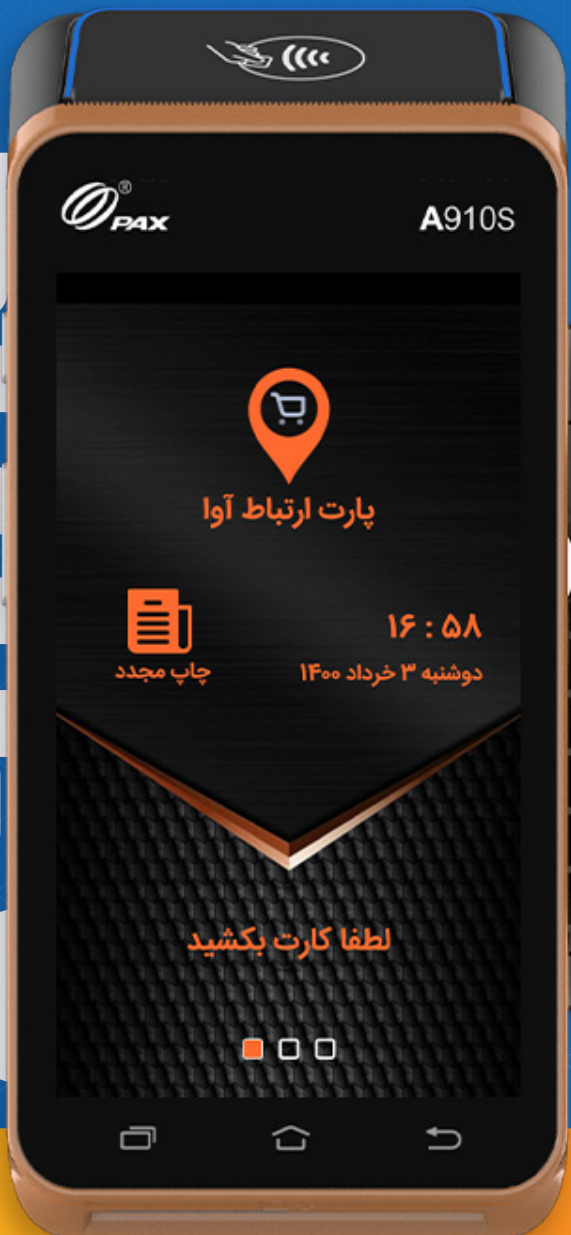 PAX®
A910S
پارت ارتباط آوا
۱۶ : ۵۸
دوشنبه ۳ خرداد ۱۴۰۰
چاپ مجدد
لطفا کارت بکشید